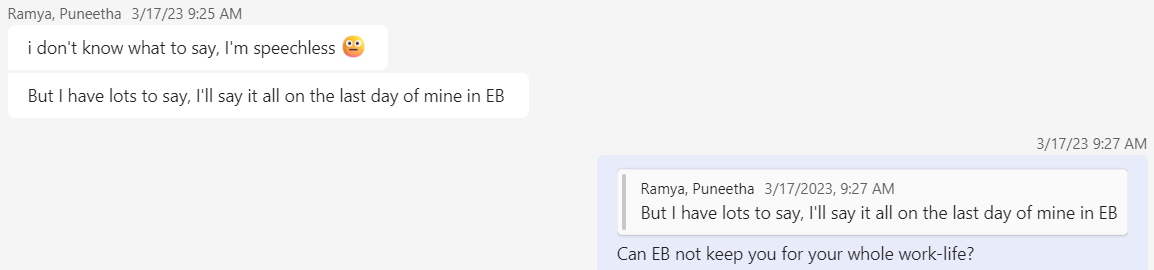 Ramya, Puneetha 3/17/23 9:25 AM
i don't know what to say, I'm speechless 😳
But I have lots to say, I'll say it all on the last day of mine in EB
3/17/23 9:27 AM
Ramya, Puneetha 3/17/2023, 9:27 AM
But I have lots to say, I'll say it all on the last day of mine in EB
Can EB not keep you for your whole work-life?